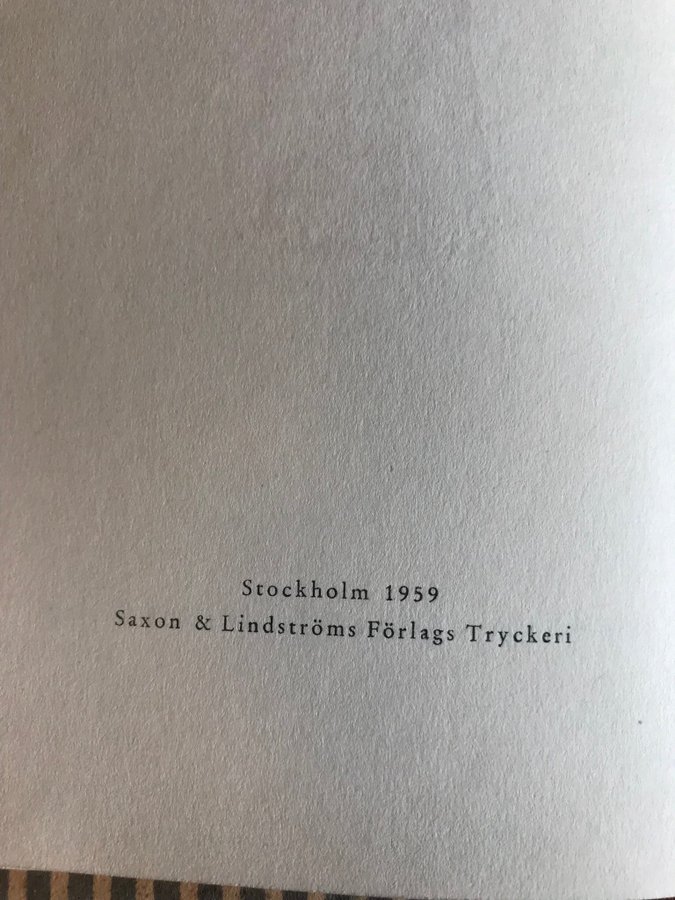 Stockholm 1959
Saxon & Lindströms Förlags Tryckeri